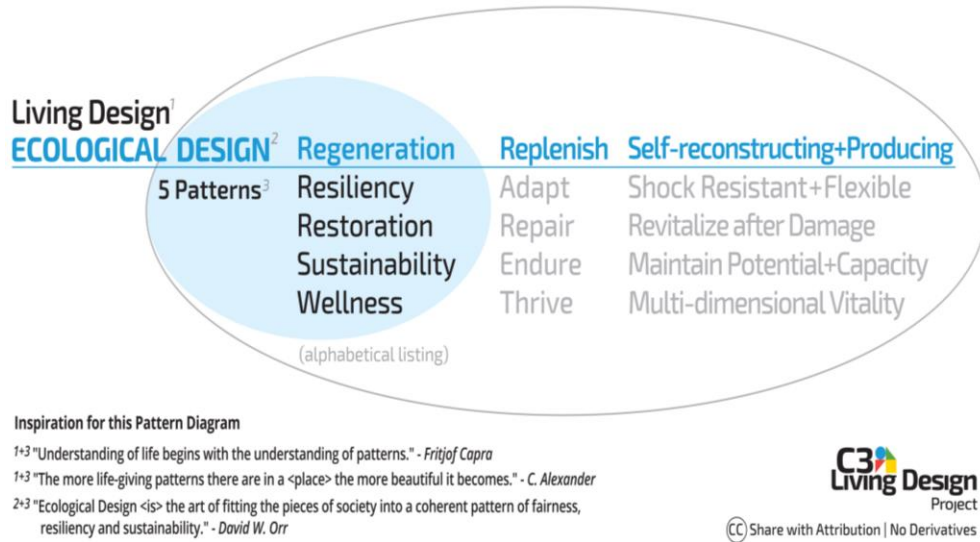 Living Design¹
ECOLOGICAL DESIGN² Regeneration Replenish Self-reconstructing+Producing
5 Patterns³ Resiliency Adapt Shock Resistant+Flexible
Restoration Repair Revitalize after Damage
Sustainability Endure Maintain Potential+Capacity
Wellness Thrive Multi-dimensional Vitality
(alphabetical listing)
Inspiration for this Pattern Diagram
1+3 "Understanding of life begins with the understanding of patterns." - Fritjof Capra
1+3 "The more life-giving patterns there are in a <place> the more beautiful it becomes." - C. Alexander
2+3 "Ecological Design <is> the art of fitting the pieces of society into a coherent pattern of fairness,
resiliency and sustainability." - David W. Orr
C3
Living Design
Project
CC Share with Attribution | No Derivatives